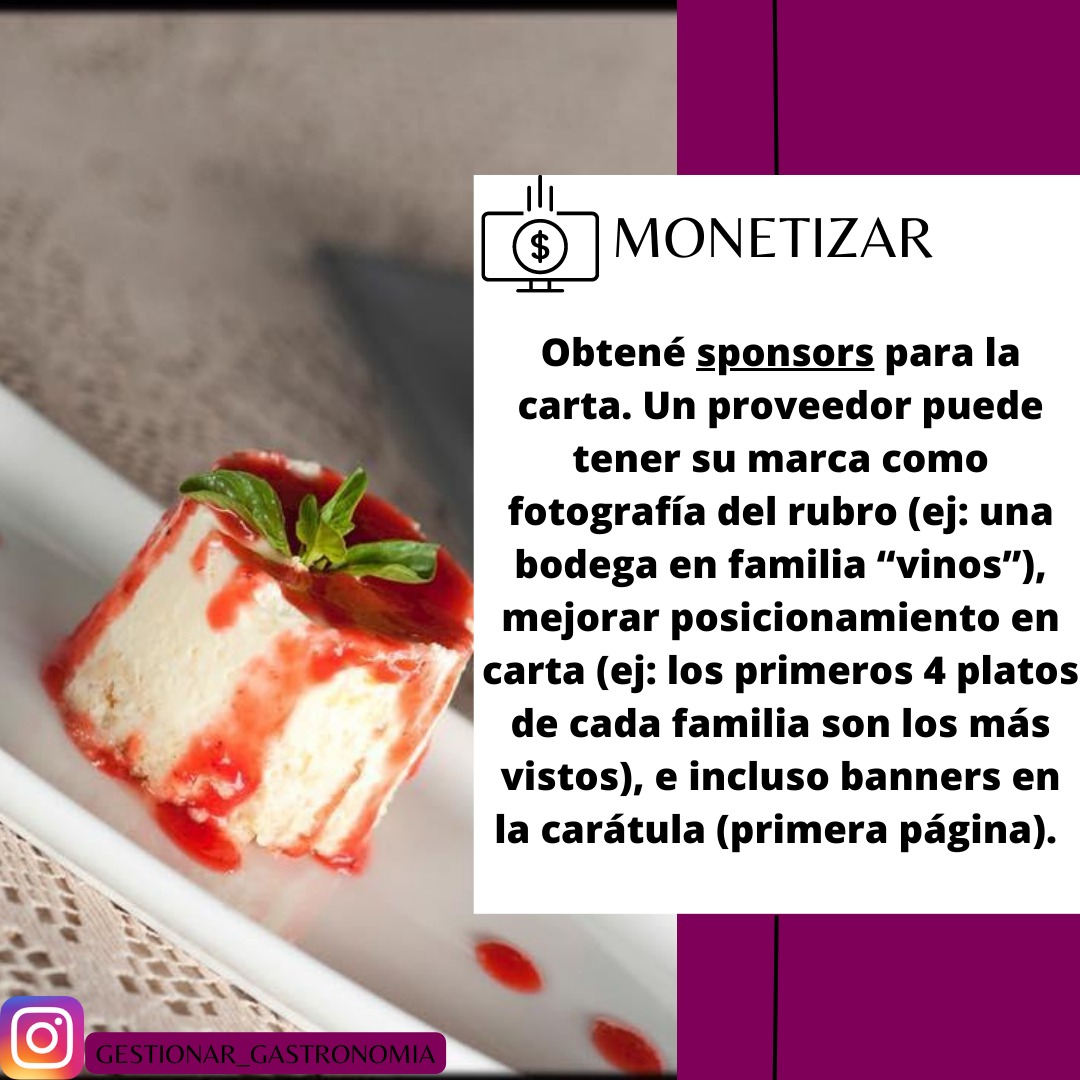 MONETIZAR
Obtené sponsors para la
carta. Un proveedor puede
tener su marca como
fotografía del rubro (ej: una
bodega en familia “vinos”),
mejorar posicionamiento en
carta (ej: los primeros 4 platos
de cada familia son los más
vistos), e incluso banners en
la carátula (primera página).
GESTIONAR_GASTRONOMIA